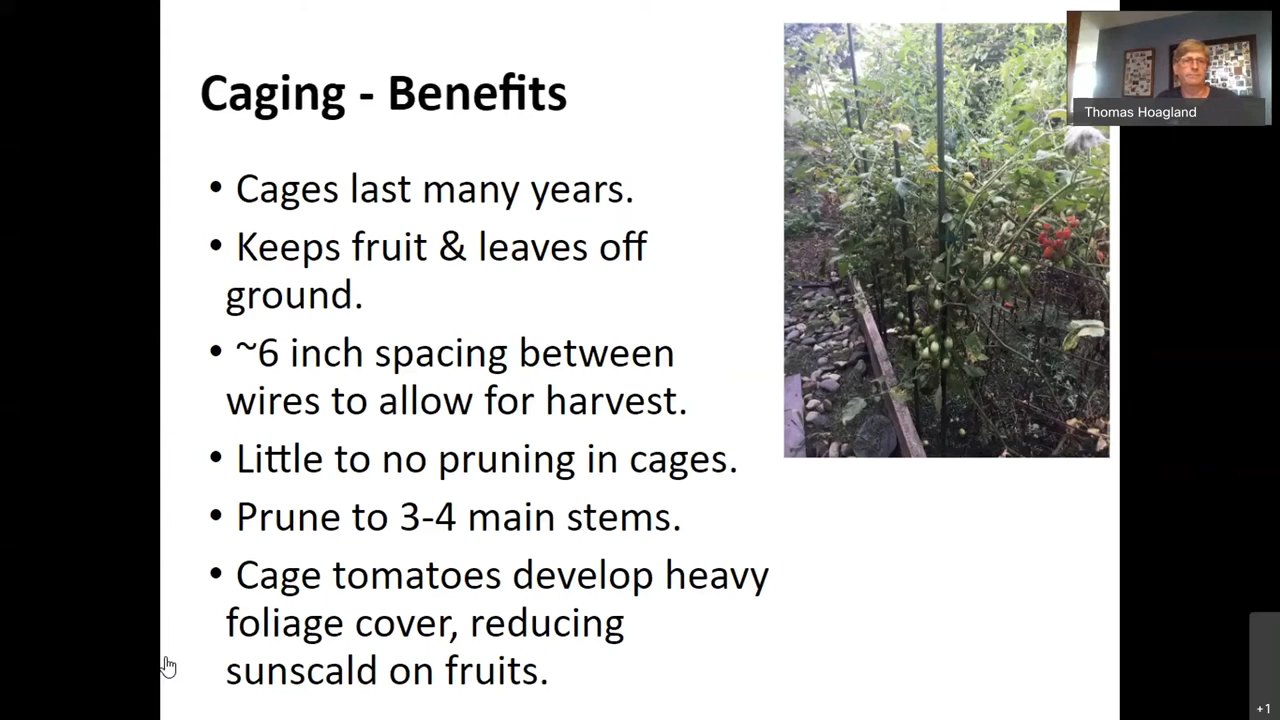 Caging - Benefits
• Cages last many years.
• Keeps fruit & leaves off
ground.
• ~6 inch spacing between
wires to allow for harvest.
• Little to no pruning in cages.
• Prune to 3-4 main stems.
• Cage tomatoes develop heavy
foliage cover, reducing
sunscald on fruits.
Thomas Hoagland
+1